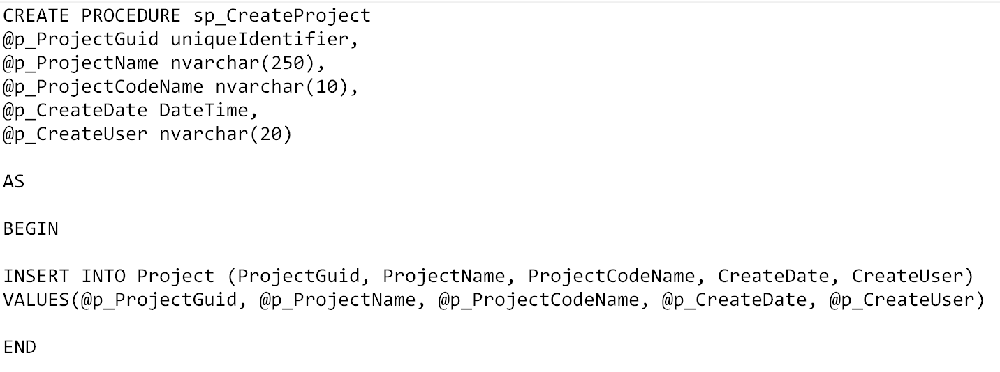 CREATE PROCEDURE sp_CreateProject
@p_ProjectGuid uniqueIdentifier,
@p_ProjectName nvarchar(250),
@p_ProjectCodeName nvarchar(10),
@p_CreateDate DateTime,
@p_CreateUser nvarchar(20)
AS
BEGIN
INSERT INTO Project (ProjectGuid, ProjectName, ProjectCodeName, CreateDate, CreateUser)
VALUES(@p_ProjectGuid, @p_ProjectName, @p_ProjectCodeName, @p_CreateDate, @p_CreateUser)
END